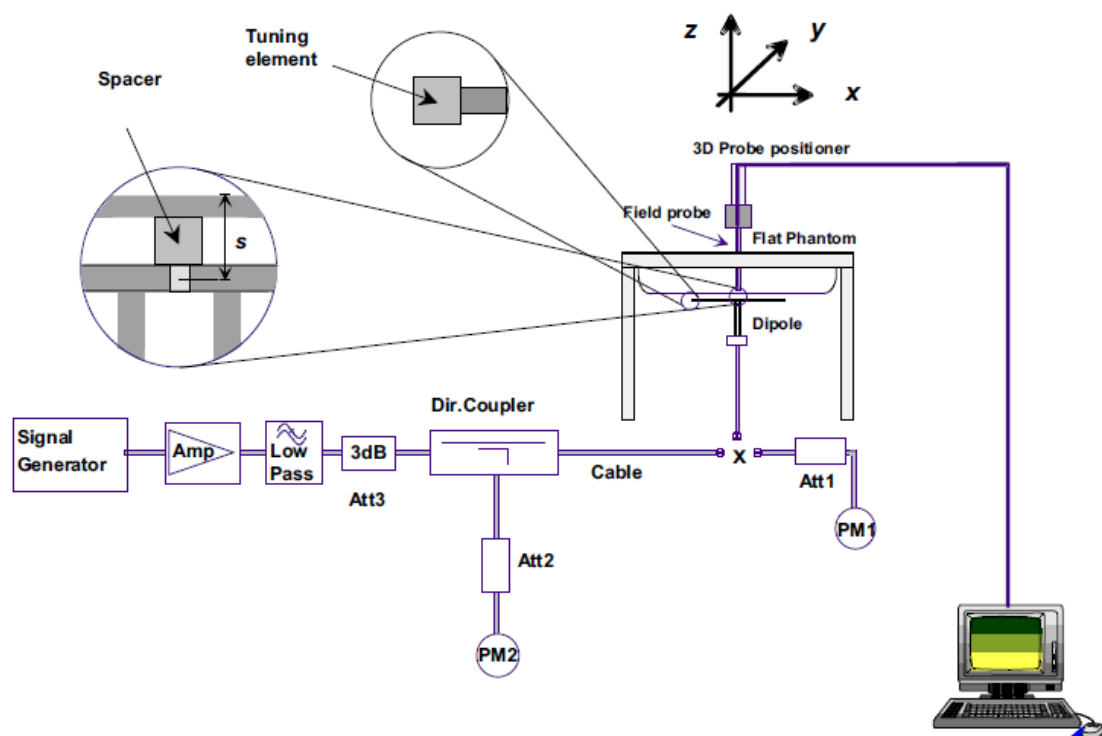 Tuning
element
Spacer
z
y
x
s
3D Probe positioner
Field probe
Flat Phantom
Dipole
Dir.Coupler
Signal
Generator
Amp
Low
Pass
3dB
Att3
Cable
X
Att1
PM1
Att2
PM2